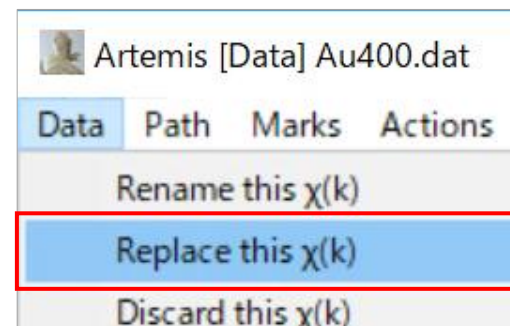 Artemis [Data] Au400.dat
Data Path Marks Actions
Rename this χ(k)
Replace this χ(k)
Discard this χ(k)